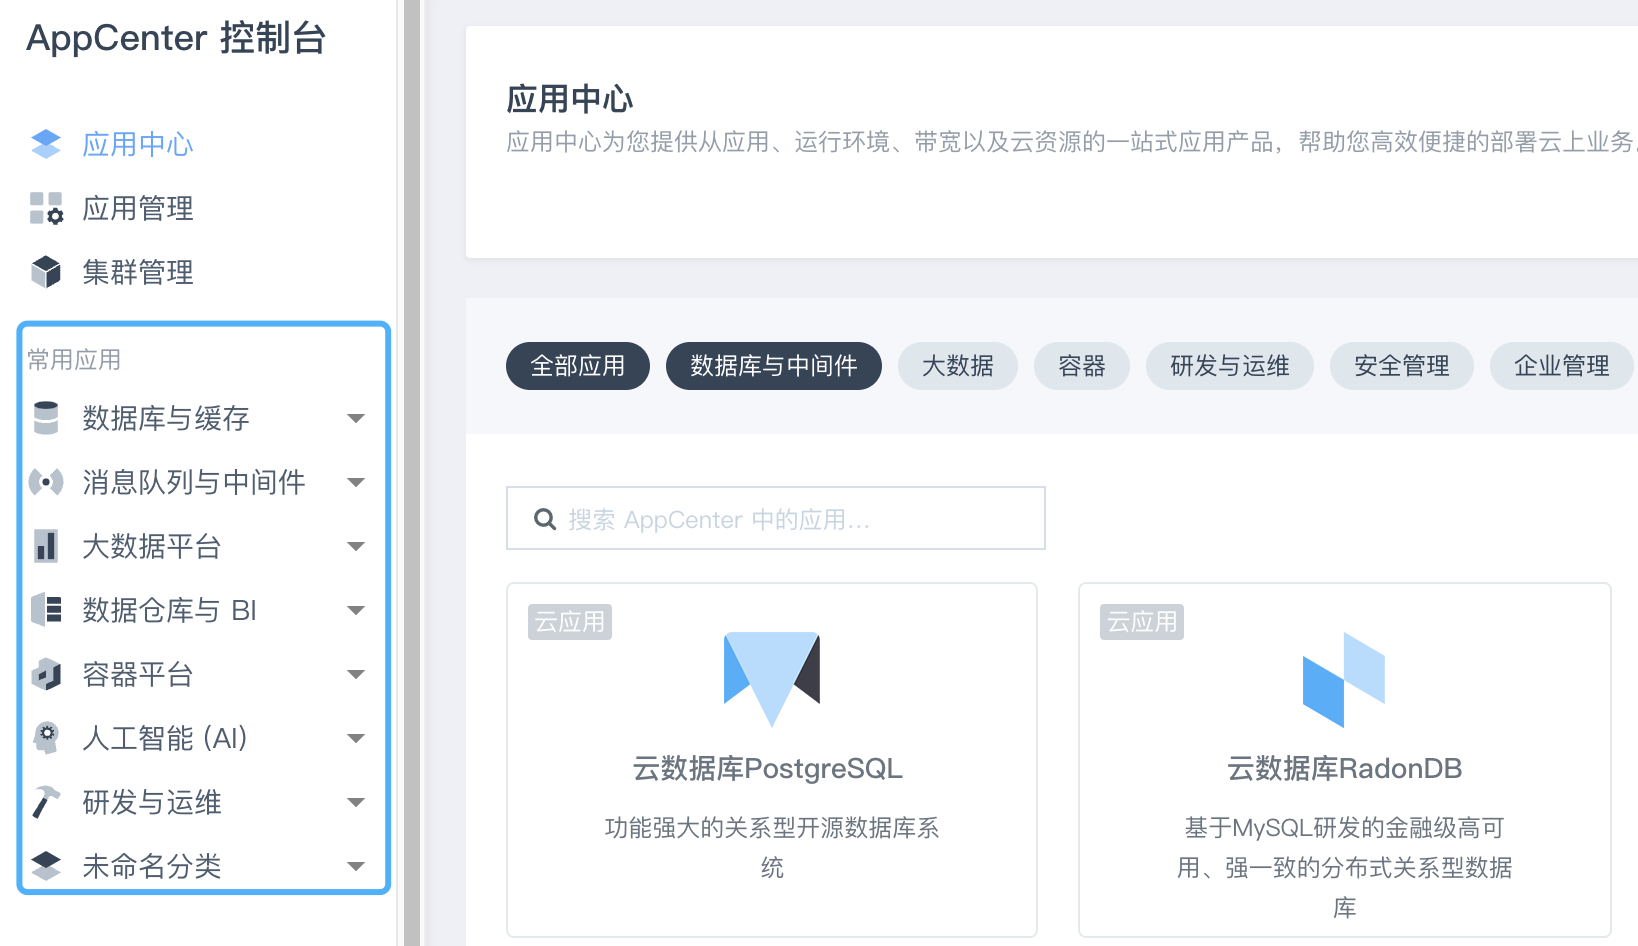 AppCenter 控制台
应用中心
应用管理
集群管理
常用应用
数据库与缓存
消息队列与中间件
大数据平台
数据仓库与 BI
容器平台
人工智能 (AI)
研发与运维
未命名分类
应用中心
应用中心为您提供从应用、运行环境、带宽以及云资源的一站式应用产品，帮助您高效便捷的部署云上业务
全部应用
数据库与中间件
大数据
容器
研发与运维
安全管理
企业管理
搜索 AppCenter 中的应用...
云应用
云数据库PostgreSQL
功能强大的关系型开源数据库系
统
云应用
云数据库RadonDB
基于MySQL研发的金融级高可
用、强一致的分布式关系型数据
库